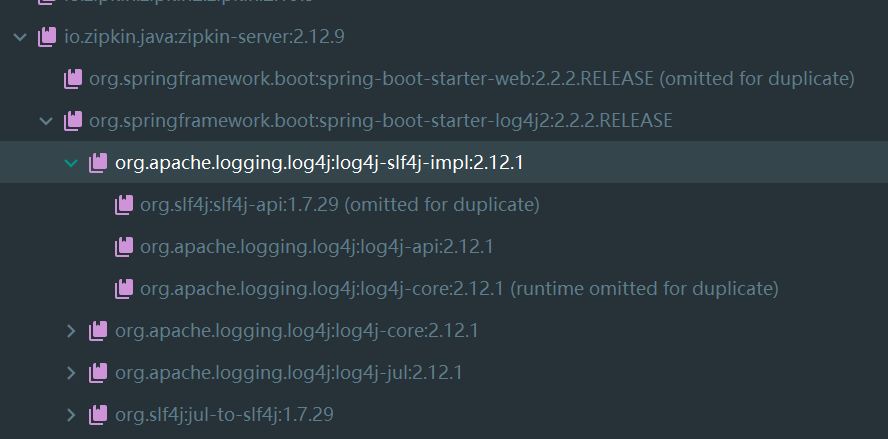 io.zipkin.java:zipkin-server:2.12.9
org.springframework.boot:spring-boot-starter-web:2.2.2.RELEASE (omitted for duplicate)
org.springframework.boot:spring-boot-starter-log4j2:2.2.2.RELEASE
org.apache.logging.log4j:log4j-slf4j-impl:2.12.1
org.slf4j:slf4j-api:1.7.29 (omitted for duplicate)
org.apache.logging.log4j:log4j-api:2.12.1
org.apache.logging.log4j:log4j-core:2.12.1 (runtime omitted for duplicate)
org.apache.logging.log4j:log4j-core:2.12.1
org.apache.logging.log4j:log4j-jul:2.12.1
org.slf4j:jul-to-slf4j:1.7.29